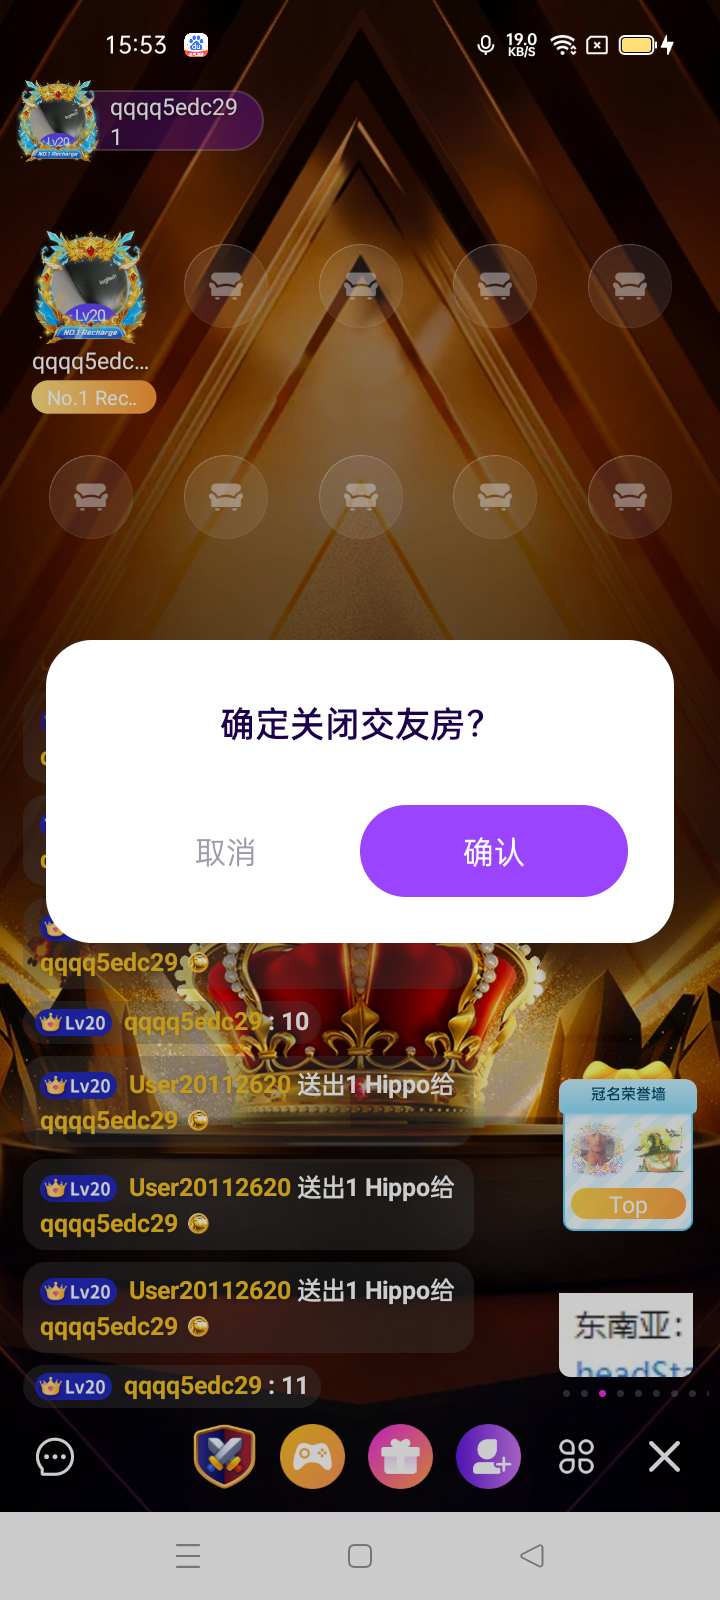 15:53
19.0
KB/S
qqqq5edc29
1
Lv20
NO.1 Recharge
Lv20
NO.1 Recharge
qqqq5edc...
No.1 Rec..
确定关闭交友房?
取消
确认
qqqq5edc29
Lv20 qqqq5edc29 : 10
Lv20 User20112620 送出1 Hippo给
qqqq5edc29
冠名荣誉墙
Lv20 User20112620 送出1 Hippo给
qqqq5edc29
Top
Lv20 User20112620 送出1 Hippo给
qqqq5edc29
东南亚:
headSta
Lv20 qqqq5edc29 : 11